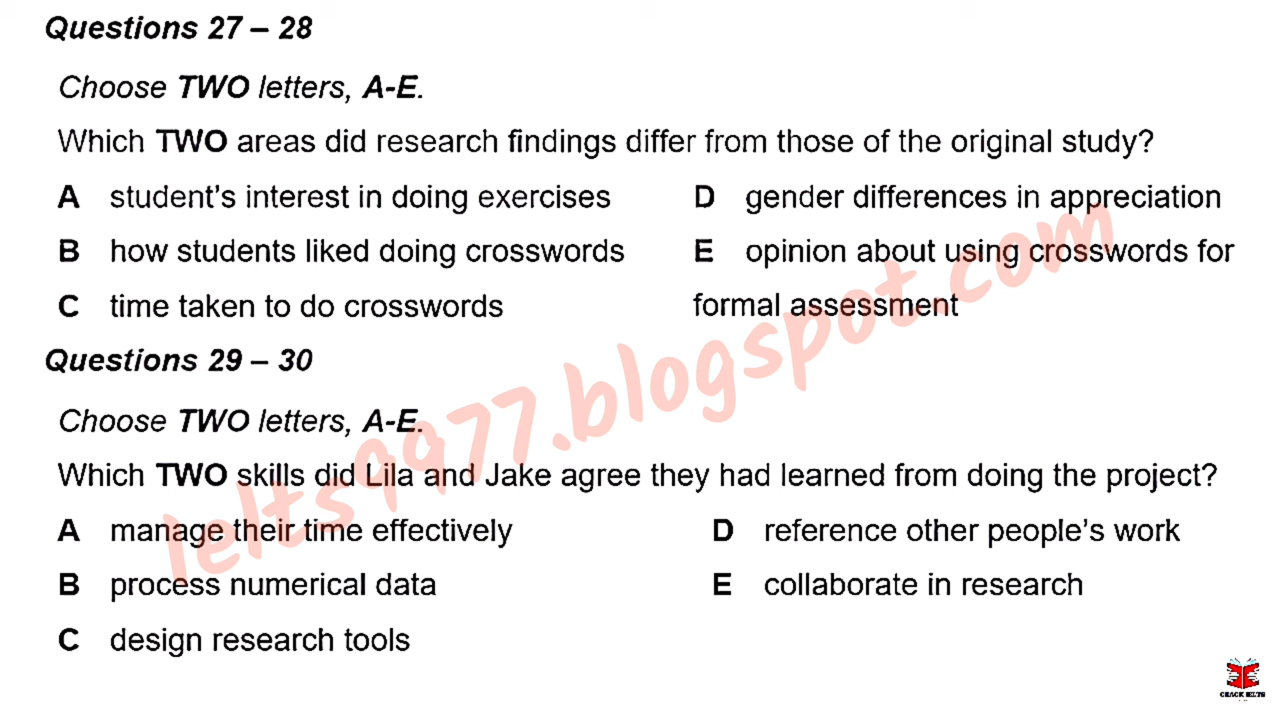 Questions 27 – 28
Choose TWO letters, A-E.
Which TWO areas did research findings differ from those of the original study?
A student's interest in doing exercises
B how students liked doing crosswords
C time taken to do crosswords
D gender differences in appreciation
E opinion about using crosswords for
formal assessment
Questions 29 – 30
Choose TWO letters, A-E.
Which TWO skills did Lila and Jake agree they had learned from doing the project?
A manage their time effectively
B process numerical data
C design research tools
D reference other people's work
E collaborate in research
Ielts9977.blogspot.com
CRACK IELTS